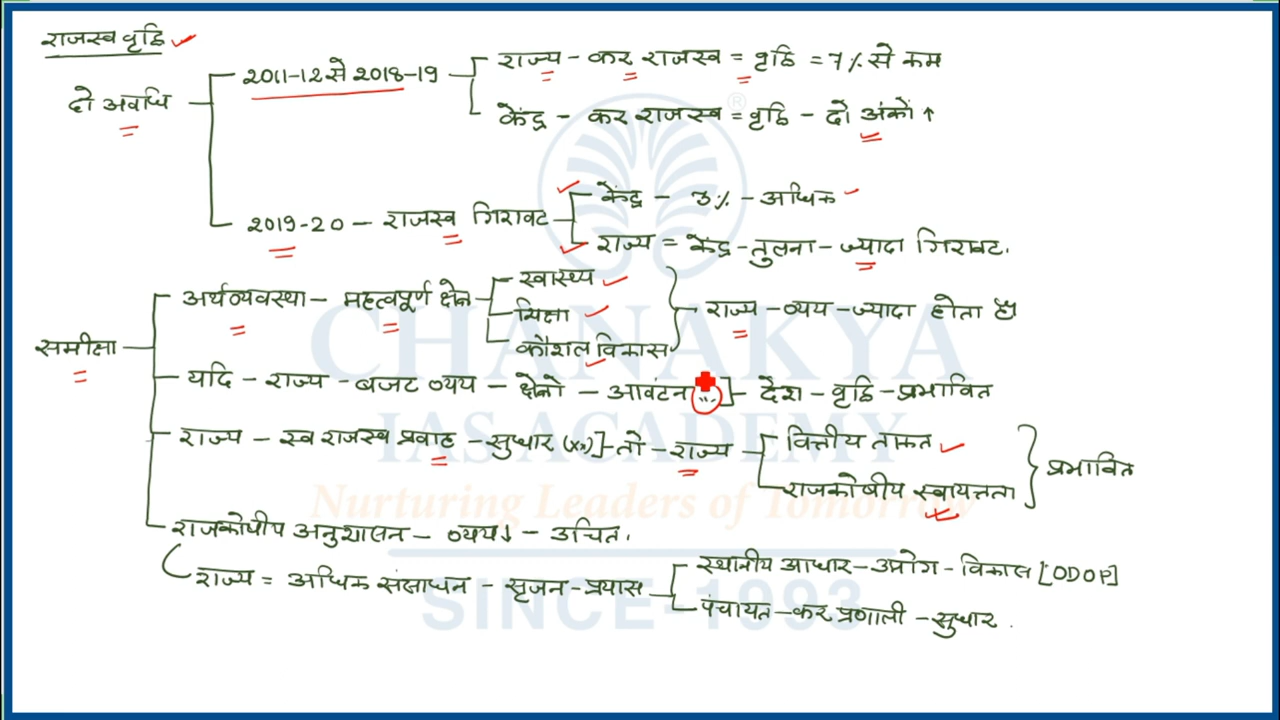 राजस्व वृद्धि
दो अवधि
2011-12 से 2018-19
राज्य - कर राजस्व = वृद्धि = 7% से कम
केंद्र - कर राजस्व = वृद्धि - दो अंकों ↑
2019-20 - राजस्व गिरावट
केंद्र - 3% - अधिक
राज्य = केंद्र - तुलना - ज्यादा गिरावट.
समीक्षा
अर्थव्यवस्था - महत्वपूर्ण क्षेत्र
स्वास्थ्य
शिक्षा
कौशल विकास
राज्य - व्यय - ज्यादा होता है
यदि - राज्य - बजट व्यय - क्षेत्रो - आवंटन ] - देश - वृद्धि - प्रभावित
राज्य - स्व राजस्व प्रवाह - सुधार (xx)] - तो - राज्य
वित्तीय ताकत
राजकोषीय स्वायत्तता
प्रभावित
राजकोषीय अनुशासन - व्यय↓ - उचित.
राज्य = अधिक संसाधन - सृजन - प्रयास
स्थानीय आधार - उद्योग - विकास [ODOP]
पंचायत - कर प्रणाली - सुधार.
CHANAKYA
IAS ACADEMY
Nurturing Leaders of Tomorrow
SINCE-1993
®